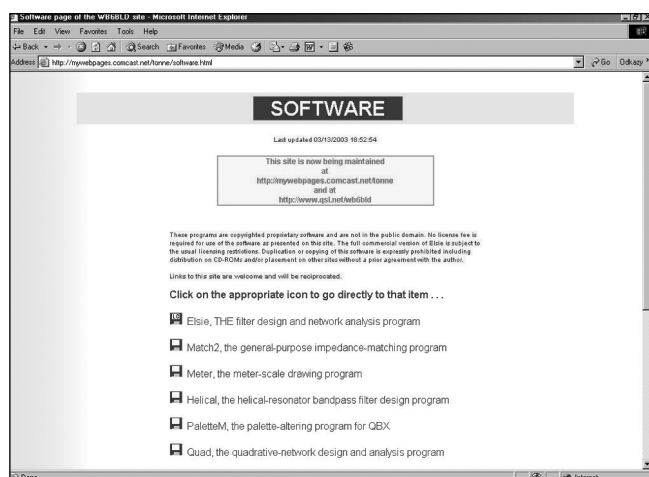 Software page of the WB6BLD site - Microsoft Internet Explorer
File Edit View Favorites Tools Help
Back Search Favorites Media
Address http://mywebpages.comcast.net/tonne/software.html Go Odkazy »
SOFTWARE
Last updated 03/13/2003 18:52:54
This site is now being maintained
at
http://mywebpages.comcast.net/tonne
and at
http://www.qsl.net/wb6bld
These programs are copyrighted proprietary software and are not in the public domain. No license fee is
required for use of the software as presented on this site. The full commercial version of Elsie is subject to
the usual licensing restrictions. Duplication or copying of this software is expressly prohibited including
distribution on CD-ROMs and/or placement on other sites without a prior agreement with the author.
Links to this site are welcome and will be reciprocated.
Click on the appropriate icon to go directly to that item . . .
Elsie, THE filter design and network analysis program
Match2, the general-purpose impedance-matching program
Meter, the meter-scale drawing program
Helical, the helical-resonator bandpass filter design program
PaletteM, the palette-altering program for QBX
Quad, the quadrative-network design and analysis program